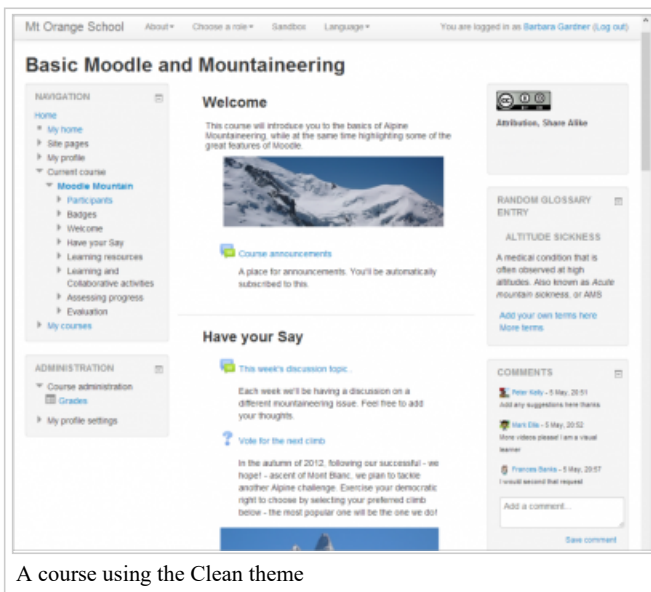 Mt Orange School About Choose a role Sandbox Language You are logged in as Barbara Gardner (Log out)
Basic Moodle and Mountaineering
NAVIGATION
Home
My home
Site pages
My profile
Current course
Moodle Mountain
Participants
Badges
Welcome
Have your Say
Learning resources
Learning and
Collaborative activities
Assessing progress
Evaluation
My courses
ADMINISTRATION
Course administration
Grades
My profile settings
Welcome
This course will introduce you to the basics of Alpine
Mountaineering, while at the same time highlighting some of the
great features of Moodle.
Course announcements
A place for announcements. You'll be automatically
subscribed to this.
Have your Say
This week's discussion topic .
Each week we'll be having a discussion on a
different mountaineering issue. Feel free to add
your thoughts.
Vote for the next climb
In the autumn of 2012, following our successful - we
hope! - ascent of Mont Blanc, we plan to tackle
another Alpine challenge. Exercise your democratic
right to choose by selecting your preferred climb
below - the most popular one will be the one we do!
Attribution, Share Alike
RANDOM GLOSSARY
ENTRY
ALTITUDE SICKNESS
A medical condition that is
often observed at high
altitudes. Also known as Acute
mountain sickness, or AMS
Add your own terms here
More terms
COMMENTS
Peter Kelly - 5 May, 20:51
Add any suggestions here thanks
Mark Ellis - 5 May, 20:52
More videos please! I am a visual
learner
Frances Banks - 5 May, 20:57
I would second that request
Add a comment...
Save comment
A course using the Clean theme